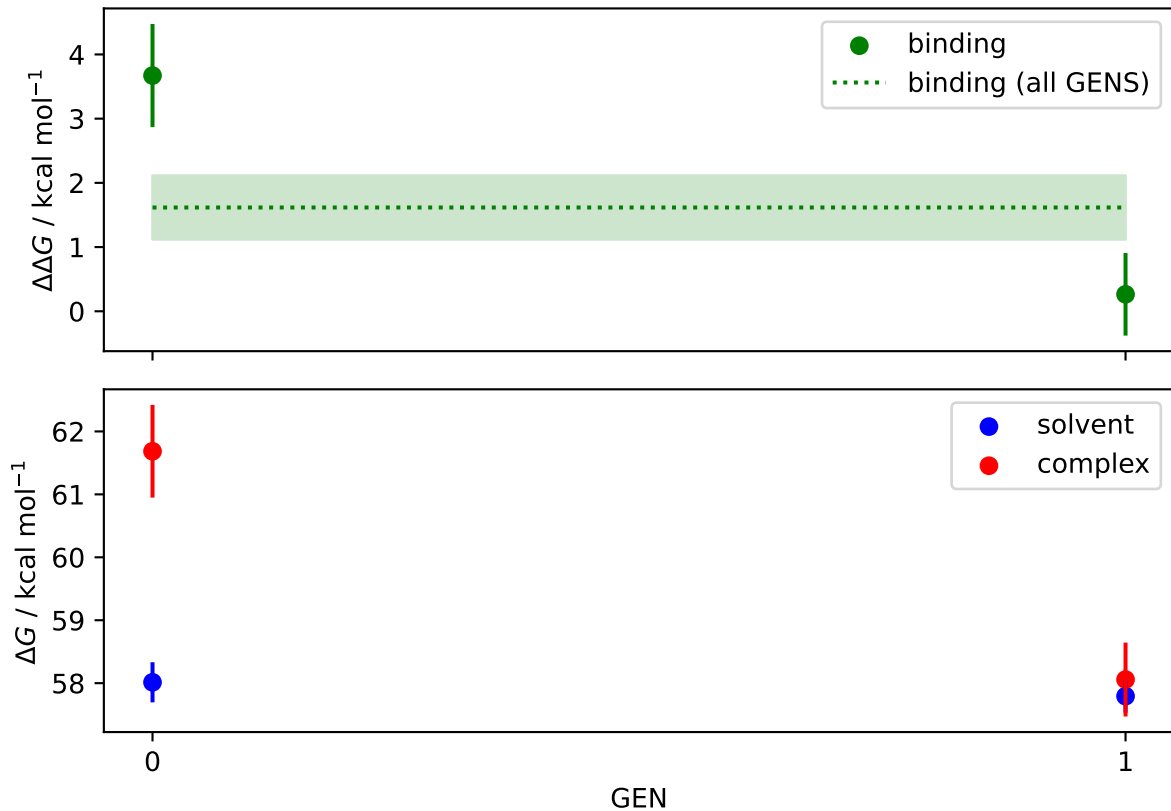 4
3
2
1
0
ΔΔG / kcal mol⁻¹
binding
binding (all GENS)
62
61
60
59
58
ΔG / kcal mol⁻¹
solvent
complex
0
1
GEN